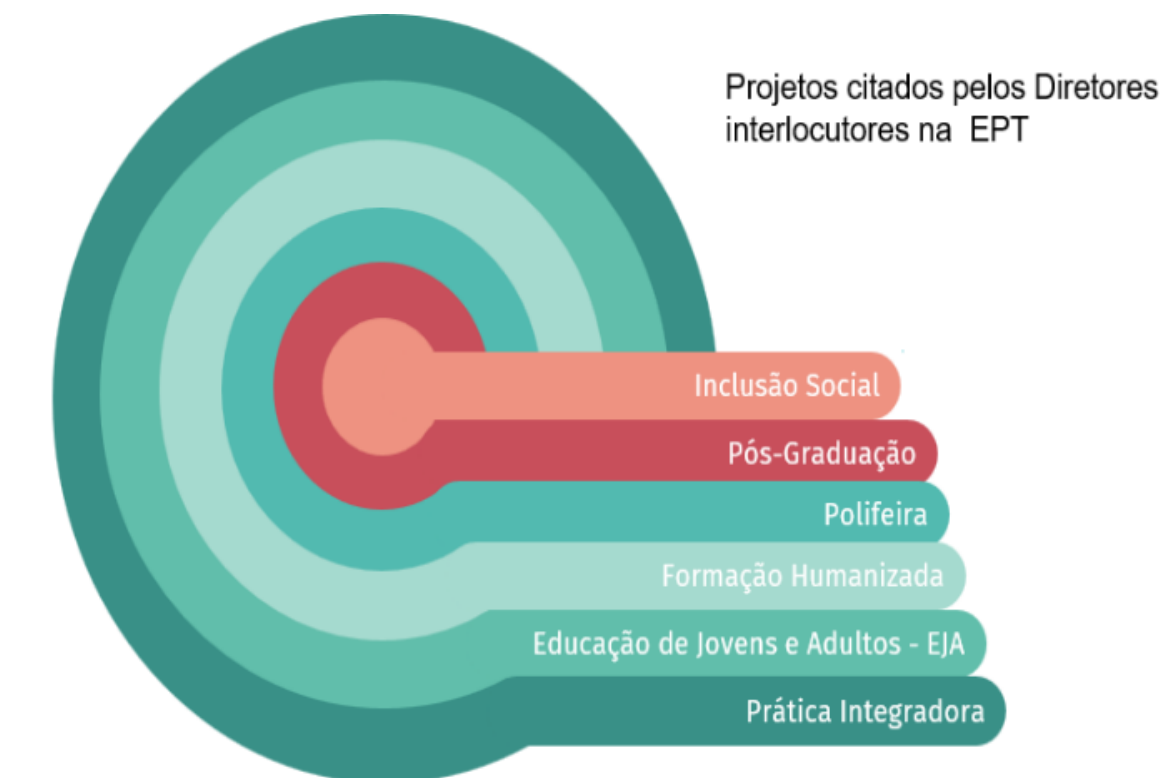 Projetos citados pelos Diretores
interlocutores na EPT
Inclusão Social
Pós-Graduação
Polifeira
Formação Humanizada
Educação de Jovens e Adultos - EJA
Prática Integradora